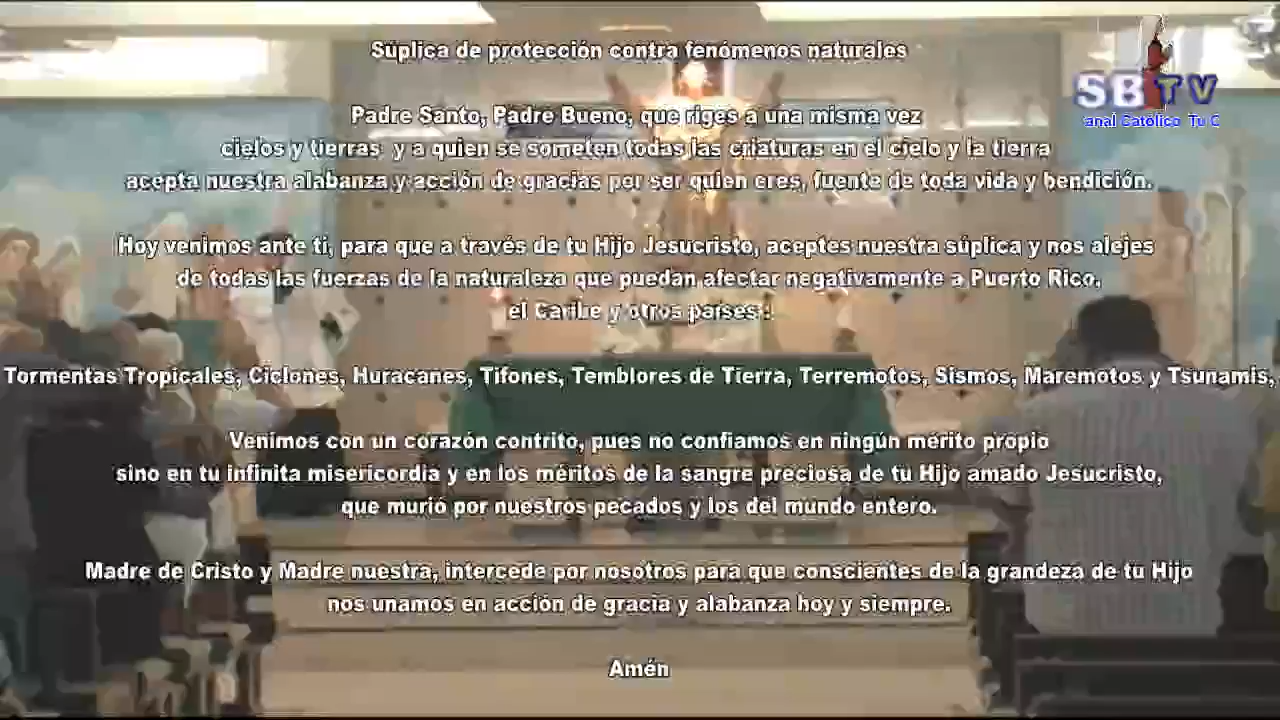 Súplica de protección contra fenómenos naturales
SBTV
anal Católico Tu C
Padre Santo, Padre Bueno, que riges a una misma vez
cielos y tierras y a quien se someten todas las criaturas en el cielo y la tierra
acepta nuestra alabanza y acción de gracias por ser quien eres, fuente de toda vida y bendición.
Hoy venimos ante ti, para que a través de tu Hijo Jesucristo, aceptes nuestra súplica y nos alejes
de todas las fuerzas de la naturaleza que puedan afectar negativamente a Puerto Rico,
el Caribe y otros países :
Tormentas Tropicales, Ciclones, Huracanes, Tifones, Temblores de Tierra, Terremotos, Sismos, Maremotos y Tsunamis,
Venimos con un corazón contrito, pues no confiamos en ningún mérito propio
sino en tu infinita misericordia y en los méritos de la sangre preciosa de tu Hijo amado Jesucristo,
que murió por nuestros pecados y los del mundo entero.
Madre de Cristo y Madre nuestra, intercede por nosotros para que conscientes de la grandeza de tu Hijo
nos unamos en acción de gracia y alabanza hoy y siempre.
Amén